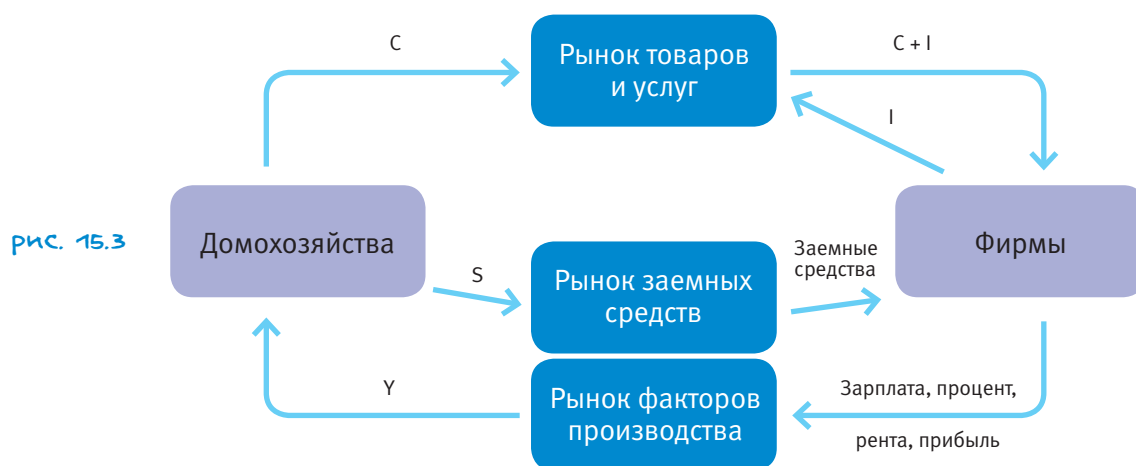 C
Рынок товаров
и услуг
C + I
I
рис. 15.3
Домохозяйства
Фирмы
S
Рынок заемных
средств
Заемные
средства
Y
Рынок факторов
производства
Зарплата, процент,
рента, прибыль